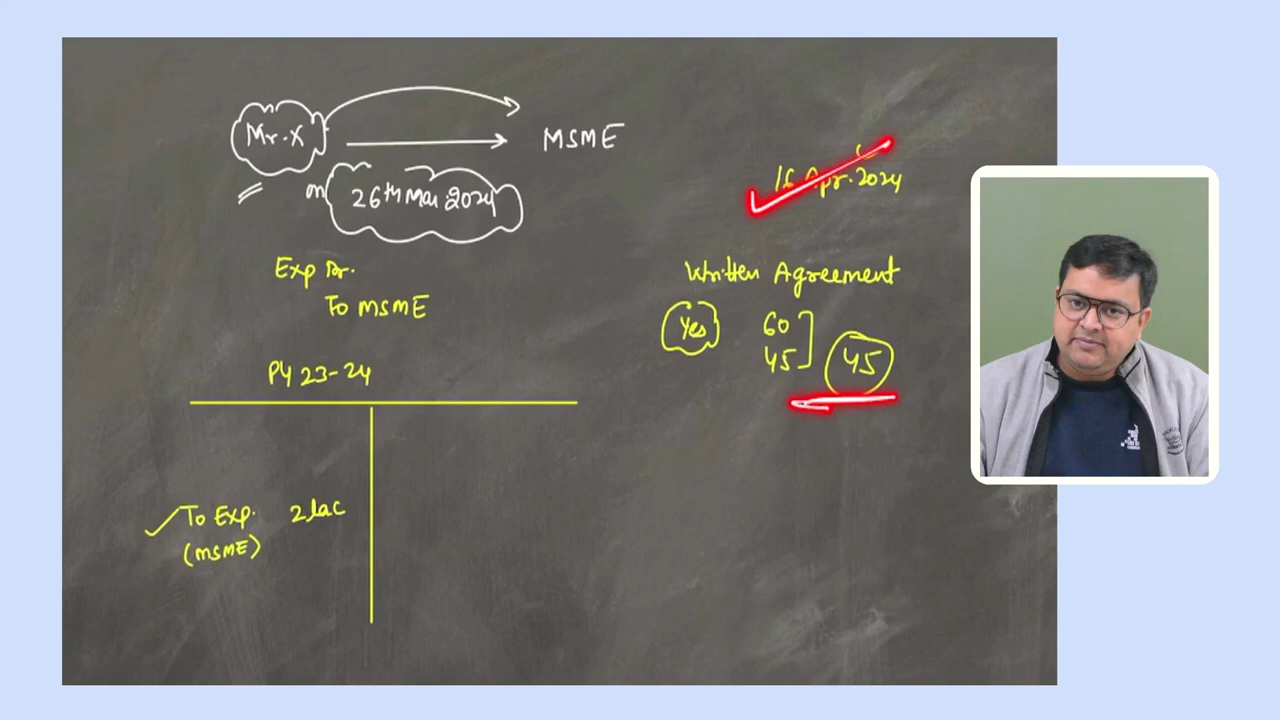 Mr. X
MSME
on 26th Mar 2024
Exp Dr.
To MSME
PY 23-24
To Exp. 2 lac
(MSME)
16 Apr. 2024
Written Agreement
Yes
60
45
45